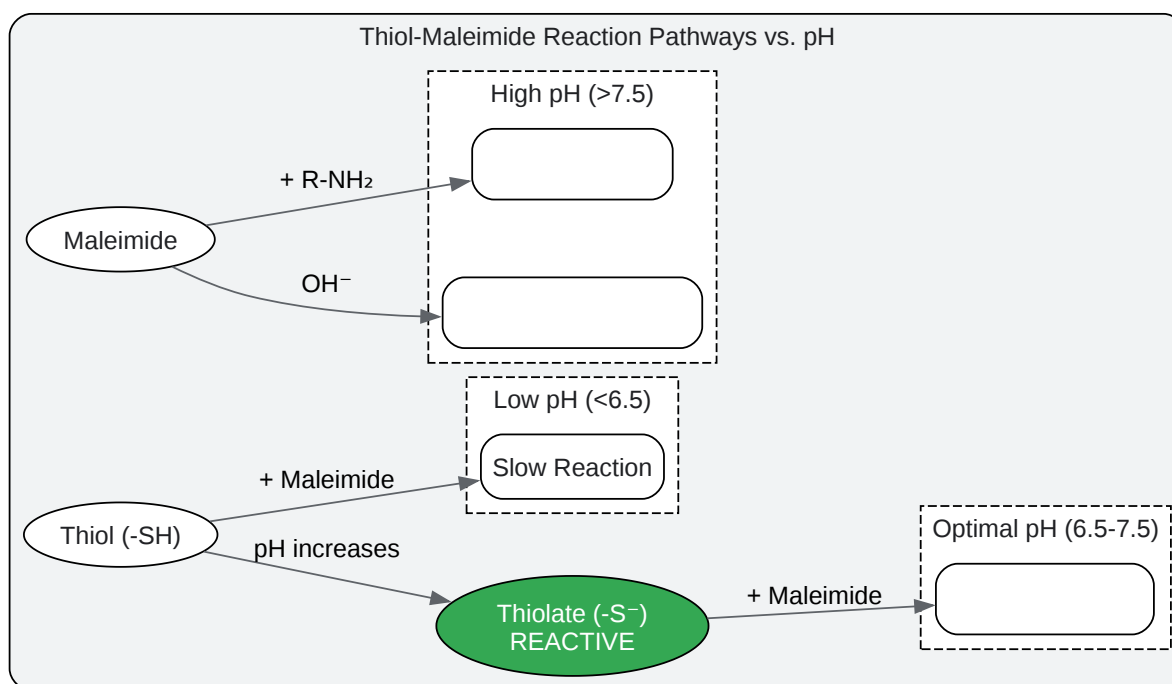 Thiol-Maleimide Reaction Pathways vs. pH
High pH (>7.5)
+ R-NH₂
Maleimide
OH⁻
Low pH (<6.5)
+ Maleimide
Slow Reaction
Thiol (-SH)
pH increases
Thiolate (-S⁻)
REACTIVE
+ Maleimide
Optimal pH (6.5-7.5)